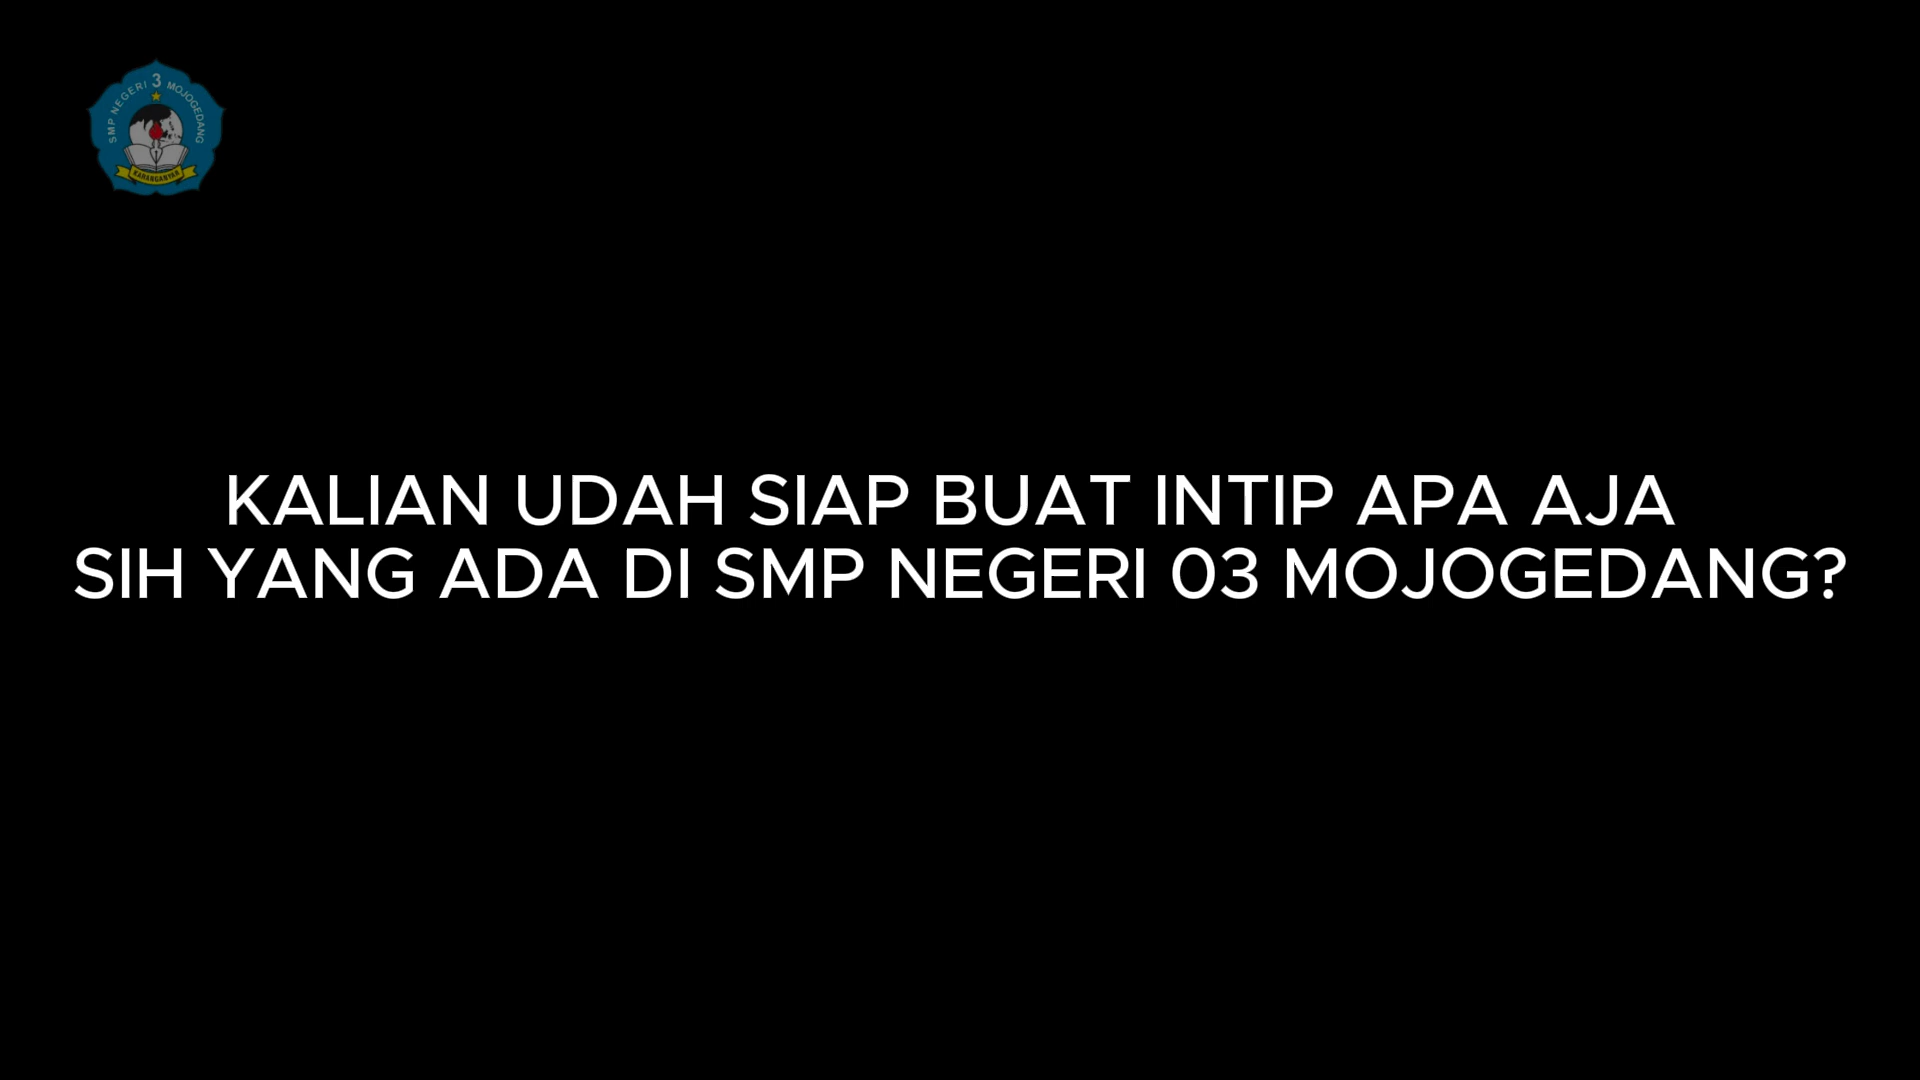 SMP NEGERI 3 MOJOGEDANG
KARANGANYAR
KALIAN UDAH SIAP BUAT INTIP APA AJA
SIH YANG ADA DI SMP NEGERI 03 MOJOGEDANG?